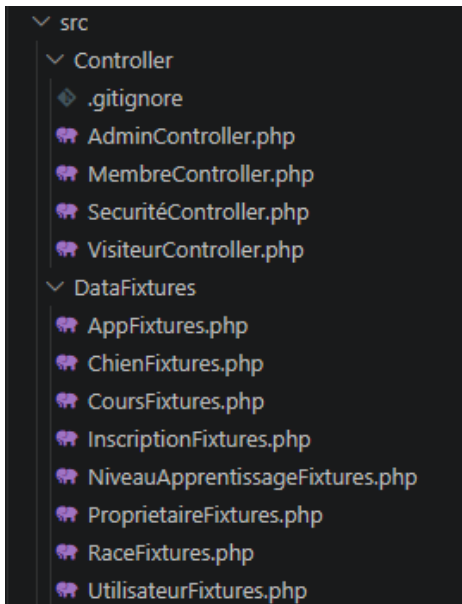 src
Controller
.gitignore
AdminController.php
MembreController.php
SecuritéController.php
VisiteurController.php
DataFixtures
AppFixtures.php
ChienFixtures.php
CoursFixtures.php
InscriptionFixtures.php
NiveauApprentissageFixtures.php
ProprietaireFixtures.php
RaceFixtures.php
UtilisateurFixtures.php